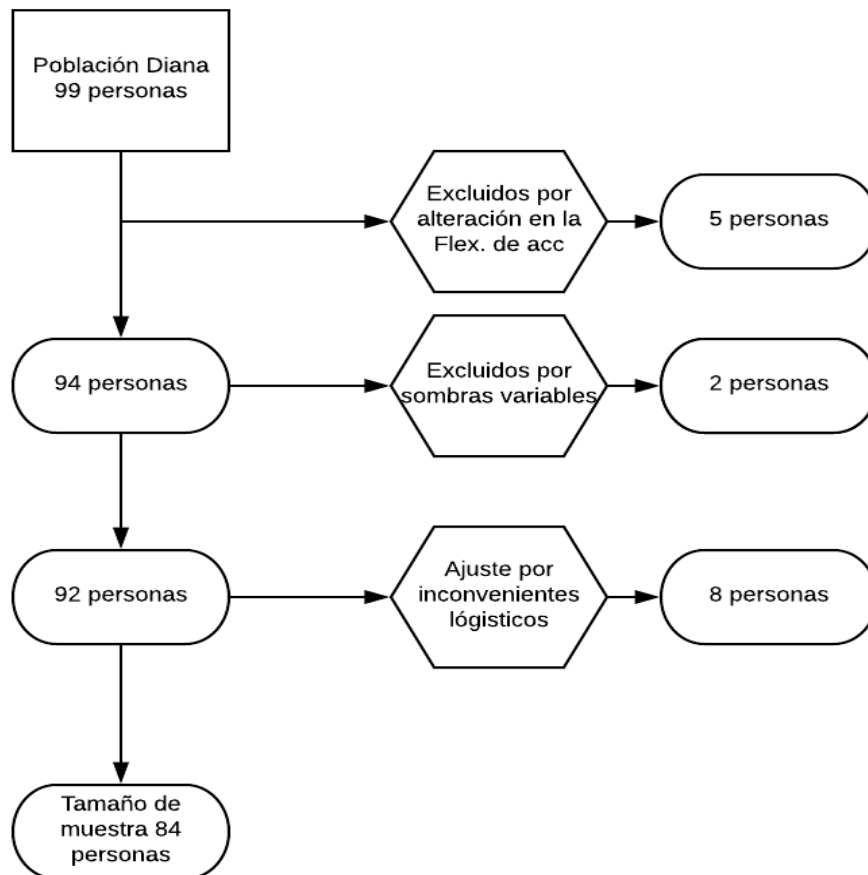 Población Diana
99 personas
Excluidos por
alteración en la
Flex. de acc
5 personas
94 personas
Excluidos por
sombras variables
2 personas
92 personas
Ajuste por
inconvenientes
lógisticos
8 personas
Tamaño de
muestra 84
personas